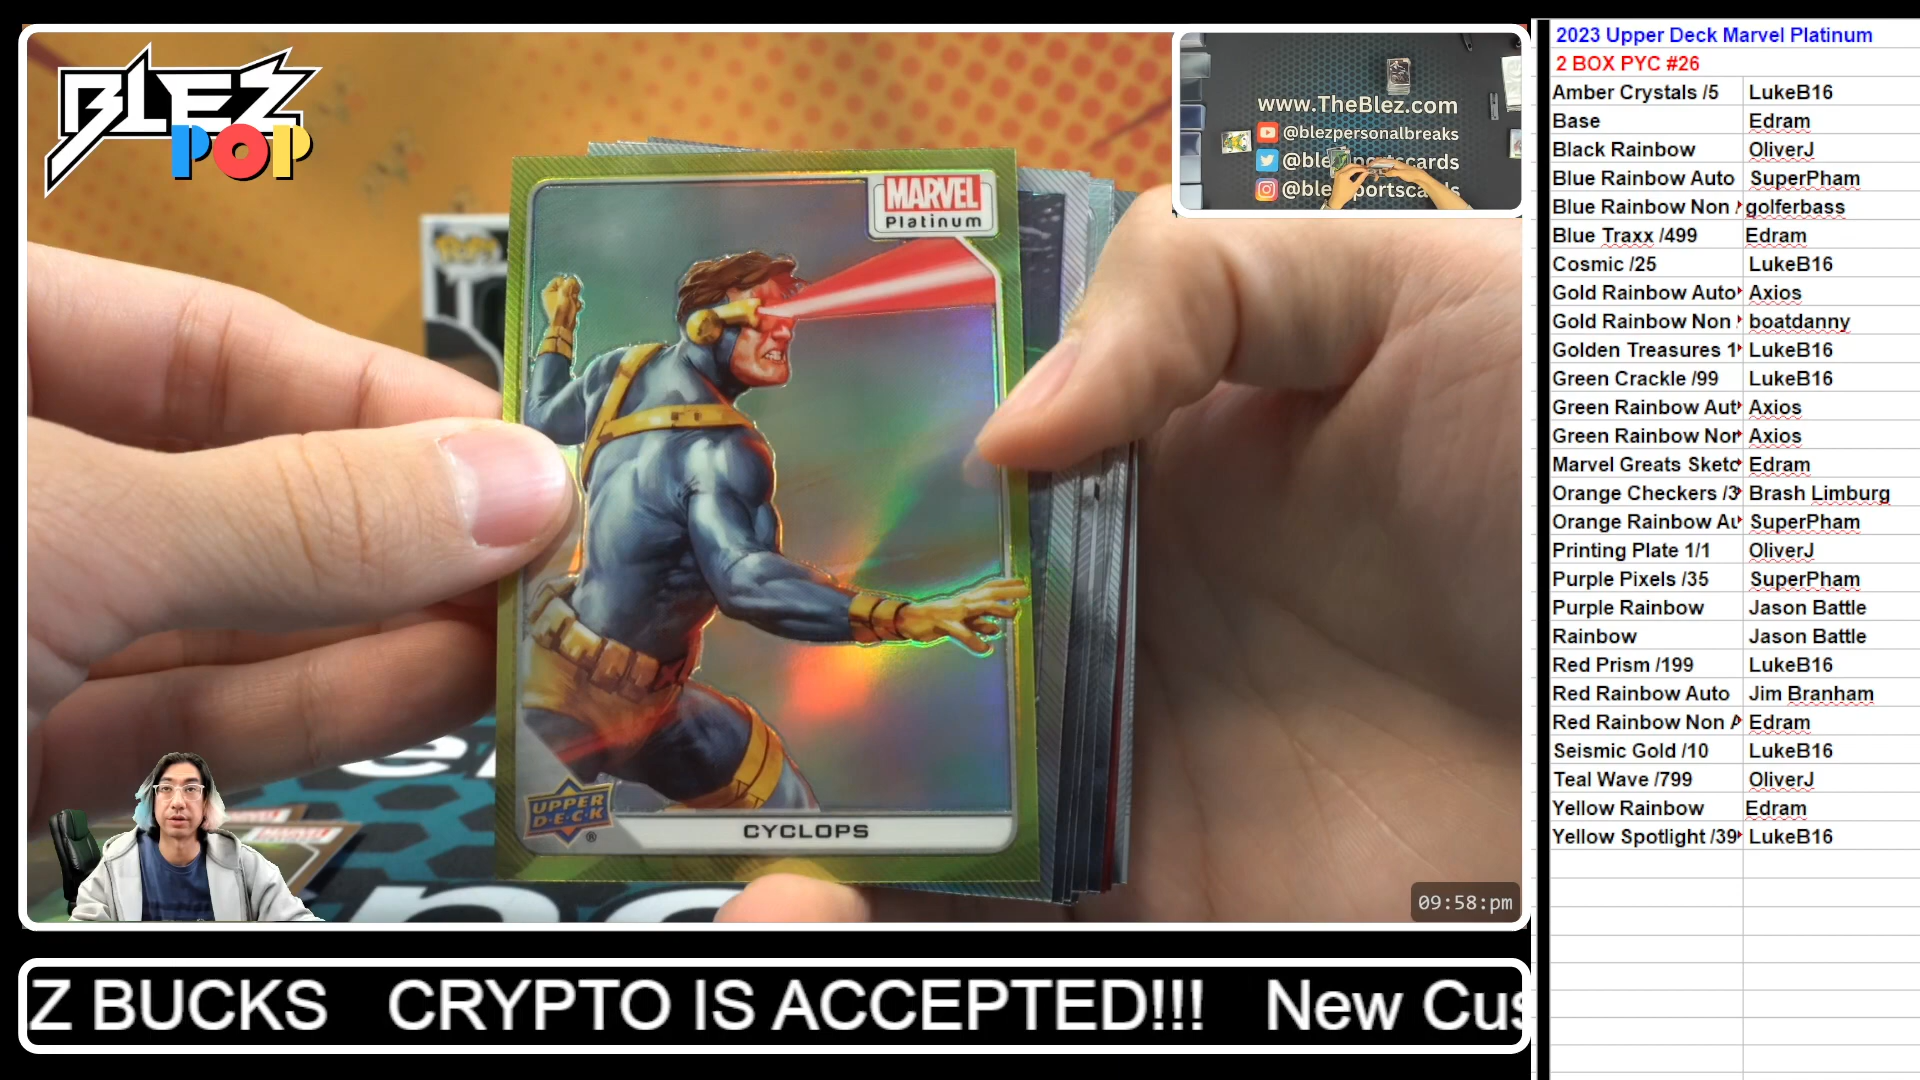 BLEZ
POP
MARVEL
Platinum
UPPER
D·E·C·K
®
CYCLOPS
www.TheBlez.com
@blezpersonalbreaks
09:58:pm
Z BUCKS CRYPTO IS ACCEPTED!!! New Cus
2023 Upper Deck Marvel Platinum
2 BOX PYC #26
Amber Crystals /5 LukeB16
Base Edram
Black Rainbow OliverJ
Blue Rainbow Auto SuperPham
Blue Rainbow Non golferbass
Blue Traxx /499 Edram
Cosmic /25 LukeB16
Gold Rainbow Auto Axios
Gold Rainbow Non boatdanny
Golden Treasures 1 LukeB16
Green Crackle /99 LukeB16
Green Rainbow Aut Axios
Green Rainbow Nor Axios
Marvel Greats Sketc Edram
Orange Checkers /3 Brash Limburg
Orange Rainbow Au SuperPham
Printing Plate 1/1 OliverJ
Purple Pixels /35 SuperPham
Purple Rainbow Jason Battle
Rainbow Jason Battle
Red Prism /199 LukeB16
Red Rainbow Auto Jim Branham
Red Rainbow Non A Edram
Seismic Gold /10 LukeB16
Teal Wave /799 OliverJ
Yellow Rainbow Edram
Yellow Spotlight /39 LukeB16